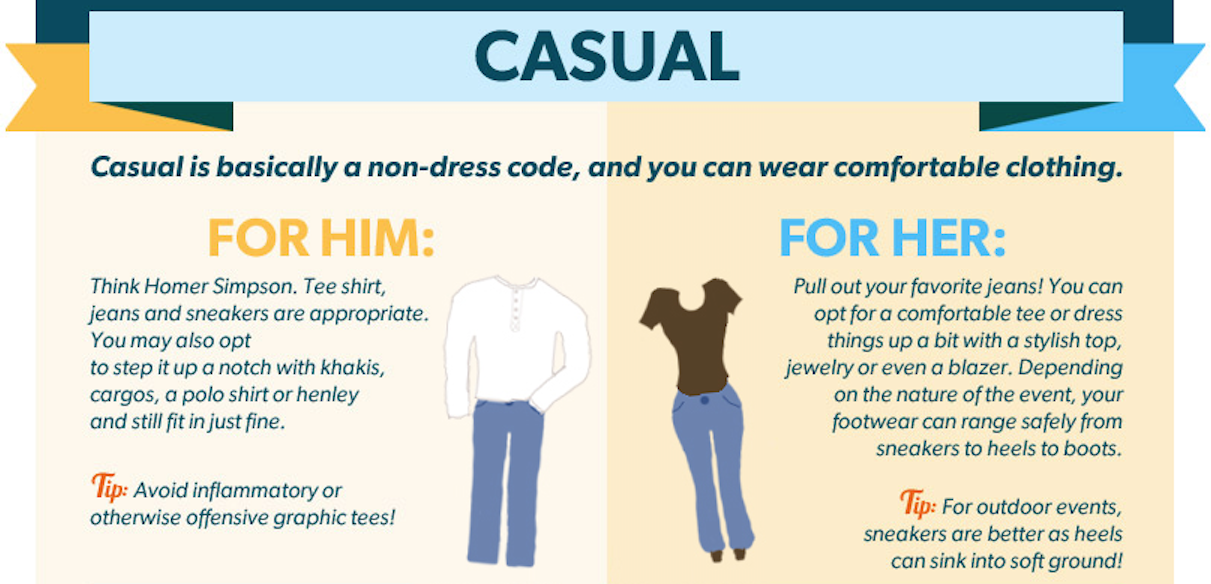 CASUAL
Casual is basically a non-dress code, and you can wear comfortable clothing.
FOR HIM:
Think Homer Simpson. Tee shirt,
jeans and sneakers are appropriate.
You may also opt
to step it up a notch with khakis,
cargos, a polo shirt or henley
and still fit in just fine.
Tip: Avoid inflammatory or
otherwise offensive graphic tees!
FOR HER:
Pull out your favorite jeans! You can
opt for a comfortable tee or dress
things up a bit with a stylish top,
jewelry or even a blazer. Depending
on the nature of the event, your
footwear can range safely from
sneakers to heels to boots.
Tip: For outdoor events,
sneakers are better as heels
can sink into soft ground!